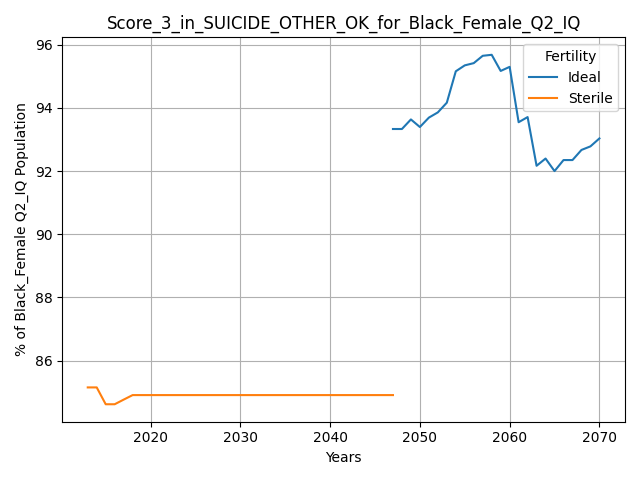 Score_3_in_SUICIDE_OTHER_OK_for_Black_Female_Q2_IQ
% of Black_Female Q2_IQ Population
96
94
92
90
88
86
Fertility
Ideal
Sterile
2020 2030 2040 2050 2060 2070
Years